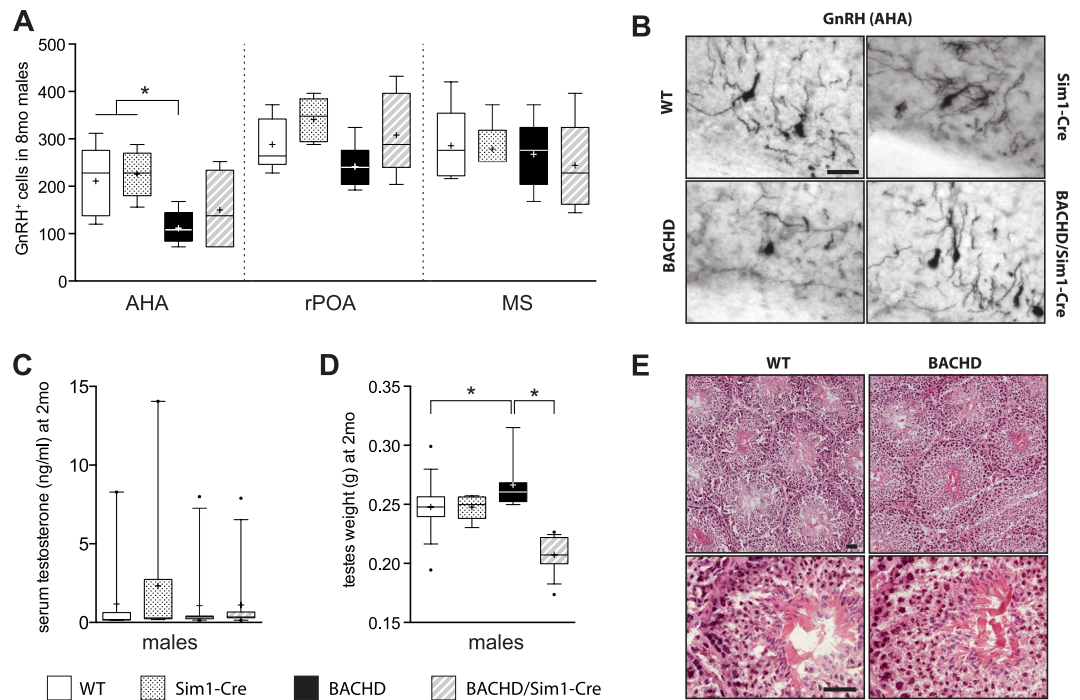 A
GnRH⁺ cells in 8mo males
500
400
300
200
100
0
*
AHA
rPOA
MS
B
GnRH (AHA)
WT
Sim1-Cre
BACHD
BACHD/Sim1-Cre
C
serum testosterone (ng/ml) at 2mo
15
10
5
0
males
D
testes weight (g) at 2mo
0.35
0.30
0.25
0.20
0.15
*
*
males
E
WT
BACHD
WT
Sim1-Cre
BACHD
BACHD/Sim1-Cre